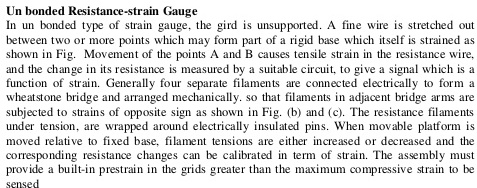 Un bonded Resistance-strain Gauge
In un bonded type of strain gauge, the gird is unsupported. A fine wire is stretched out
between two or more points which may form part of a rigid base which itself is strained as
shown in Fig. Movement of the points A and B causes tensile strain in the resistance wire,
and the change in its resistance is measured by a suitable circuit, to give a signal which is a
function of strain. Generally four separate filaments are connected electrically to form a
wheatstone bridge and arranged mechanically. so that filaments in adjacent bridge arms are
subjected to strains of opposite sign as shown in Fig. (b) and (c). The resistance filaments
under tension, are wrapped around electrically insulated pins. When movable platform is
moved relative to fixed base, filament tensions are either increased or decreased and the
corresponding resistance changes can be calibrated in term of strain. The assembly must
provide a built-in prestrain in the grids greater than the maximum compressive strain to be
sensed